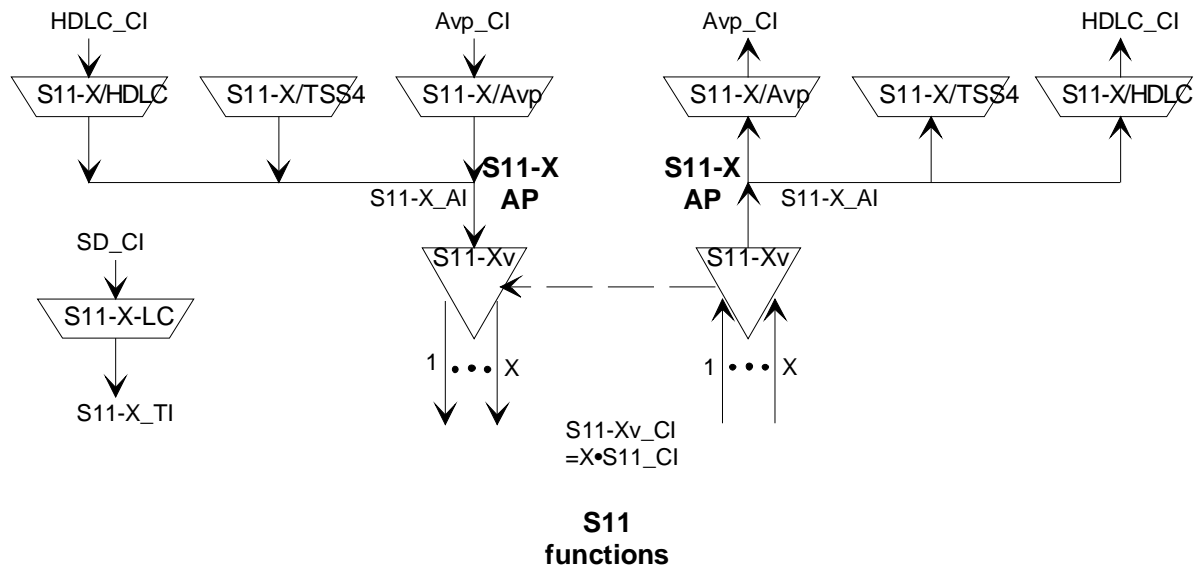 HDLC_CI Avp_CI Avp_CI HDLC_CI
S11-X/HDLC S11-X/TSS4 S11-X/Avp S11-X/Avp S11-X/TSS4 S11-X/HDLC
S11-X S11-X
S11-X_AI AP AP S11-X_AI
SD_CI S11-Xv S11-Xv
S11-X-LC
1 ••• X 1 ••• X
S11-X_TI
S11-Xv_CI
=X•S11_CI
S11
functions